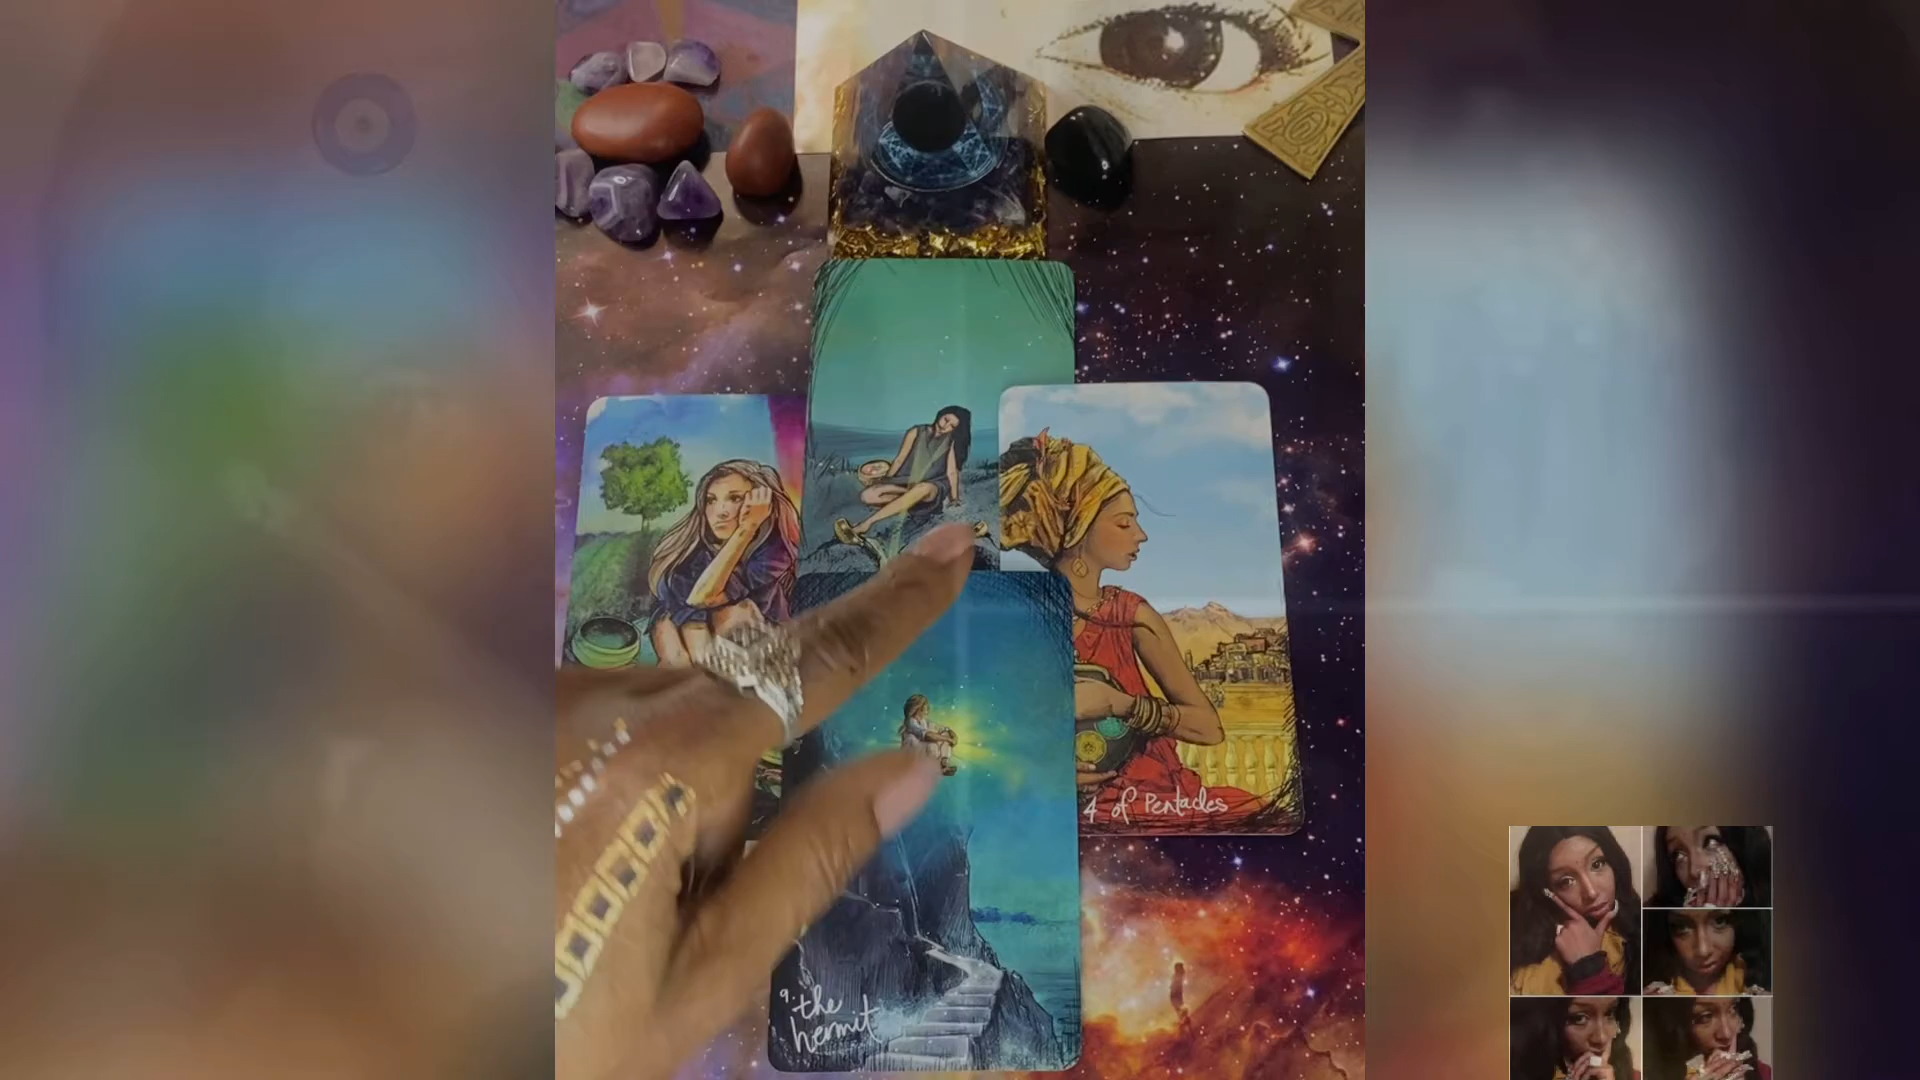 4 of Pentacles
9. the
hermit